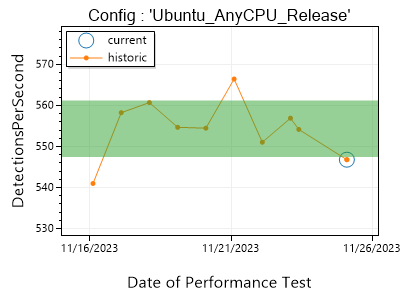 Config : 'Ubuntu_AnyCPU_Release'
current
historic
DetectionsPerSecond
570
560
550
540
530
11/16/2023
11/21/2023
11/26/2023
Date of Performance Test